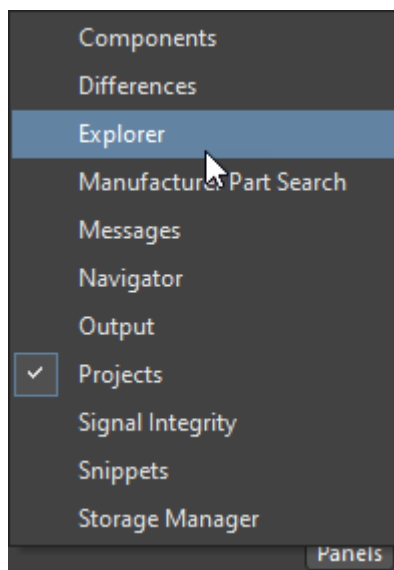 Components
Differences
Explorer
Manufacturer Part Search
Messages
Navigator
Output
Projects
Signal Integrity
Snippets
Storage Manager
Panels